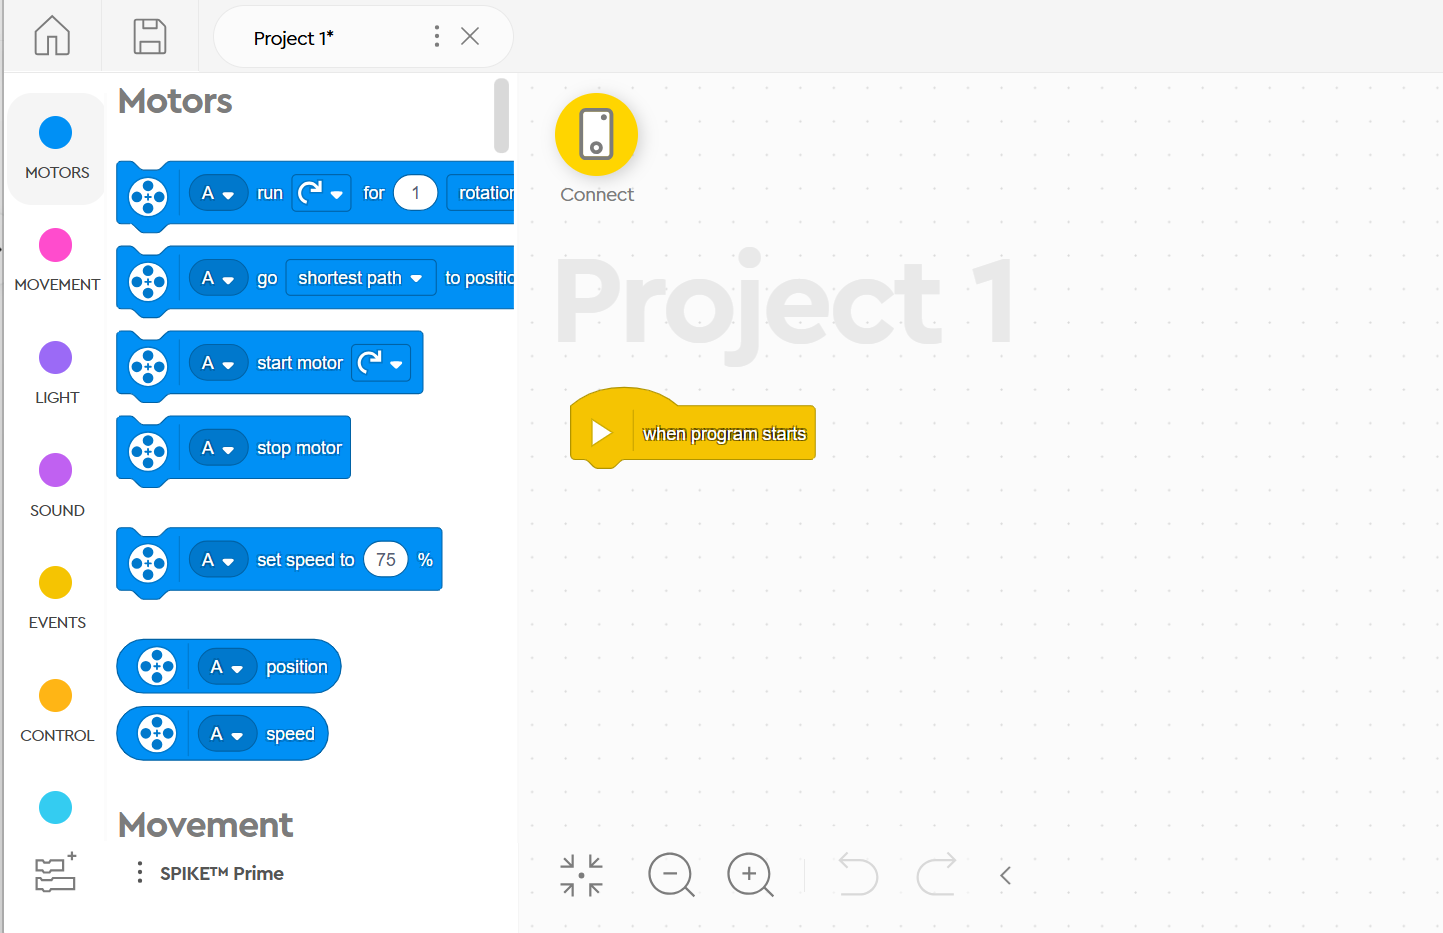 Project 1*
Motors
MOTORS
MOVEMENT
LIGHT
SOUND
EVENTS
CONTROL
A run for 1 rotation
A go shortest path to positio
A start motor
A stop motor
A set speed to 75 %
A position
A speed
Movement
SPIKE™ Prime
Connect
Project 1
when program starts